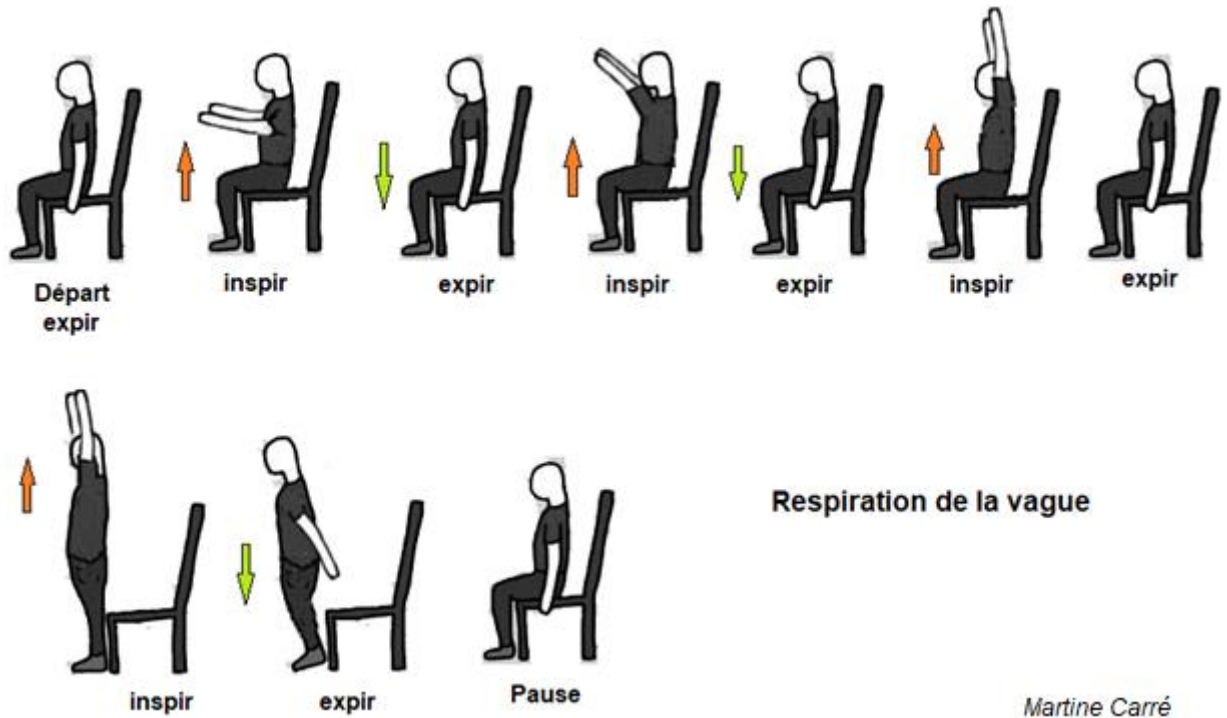 Départ
expir
inspir
expir
inspir
expir
inspir
expir
inspir
expir
Pause
Respiration de la vague
Martine Carré